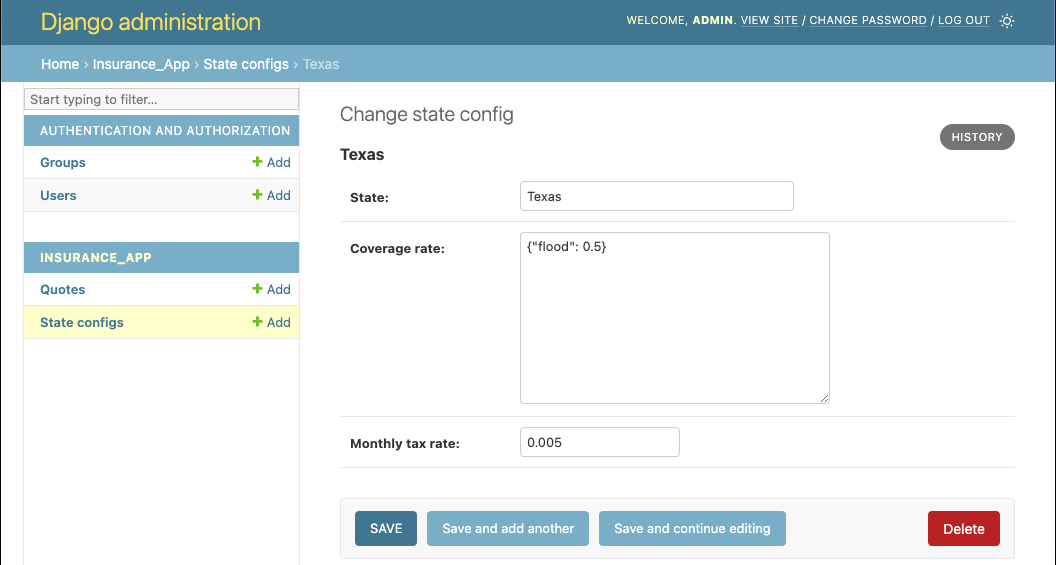 Django administration
WELCOME, ADMIN. VIEW SITE / CHANGE PASSWORD / LOG OUT
Home › Insurance_App › State configs › Texas
Start typing to filter...
AUTHENTICATION AND AUTHORIZATION
Groups + Add
Users + Add
INSURANCE_APP
Quotes + Add
State configs + Add
Change state config
HISTORY
Texas
State: Texas
Coverage rate: {"flood": 0.5}
Monthly tax rate: 0.005
SAVE Save and add another Save and continue editing Delete